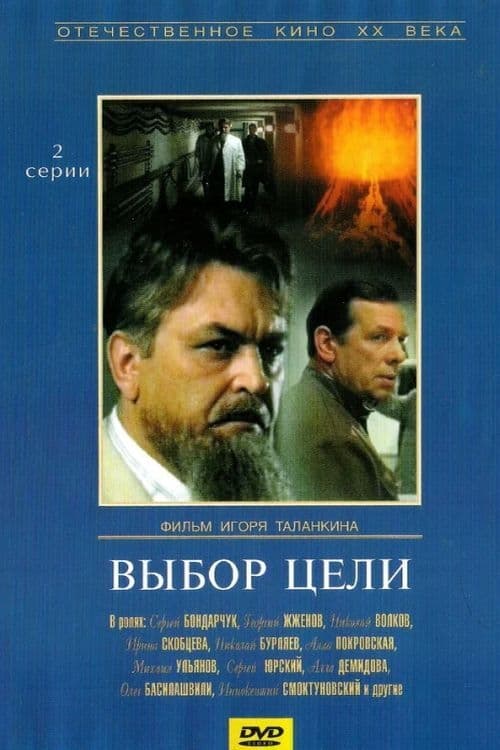 ОТЕЧЕСТВЕННОЕ КИНО XX ВЕКА
2
серии
ФИЛЬМ ИГОРЯ ТАЛАНКИНА
ВЫБОР ЦЕЛИ
В ролях: Сергей БОНДАРЧУК, Георгий ЖЖЕНОВ, Николай ВОЛКОВ,
Ирина СКОБЦЕВА, Николай БУРЛЯЕВ, Алла ПОКРОВСКАЯ,
Михаил УЛЬЯНОВ, Сергей ЮРСКИЙ, Алла ДЕМИДОВА,
Олег БАСИЛАШВИЛИ, Иннокентий СМОКТУНОВСКИЙ и другие
DVD
VIDEO